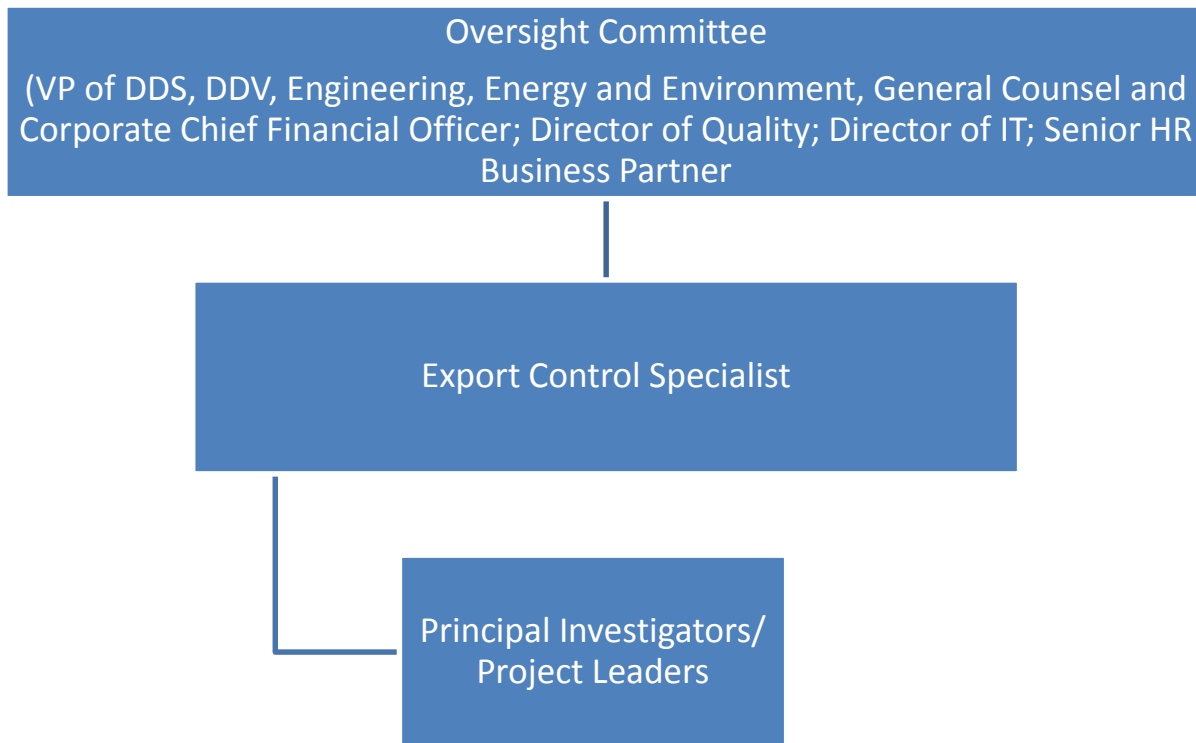 Oversight Committee
(VP of DDS, DDV, Engineering, Energy and Environment, General Counsel and
Corporate Chief Financial Officer; Director of Quality; Director of IT; Senior HR
Business Partner
Export Control Specialist
Principal Investigators/
Project Leaders